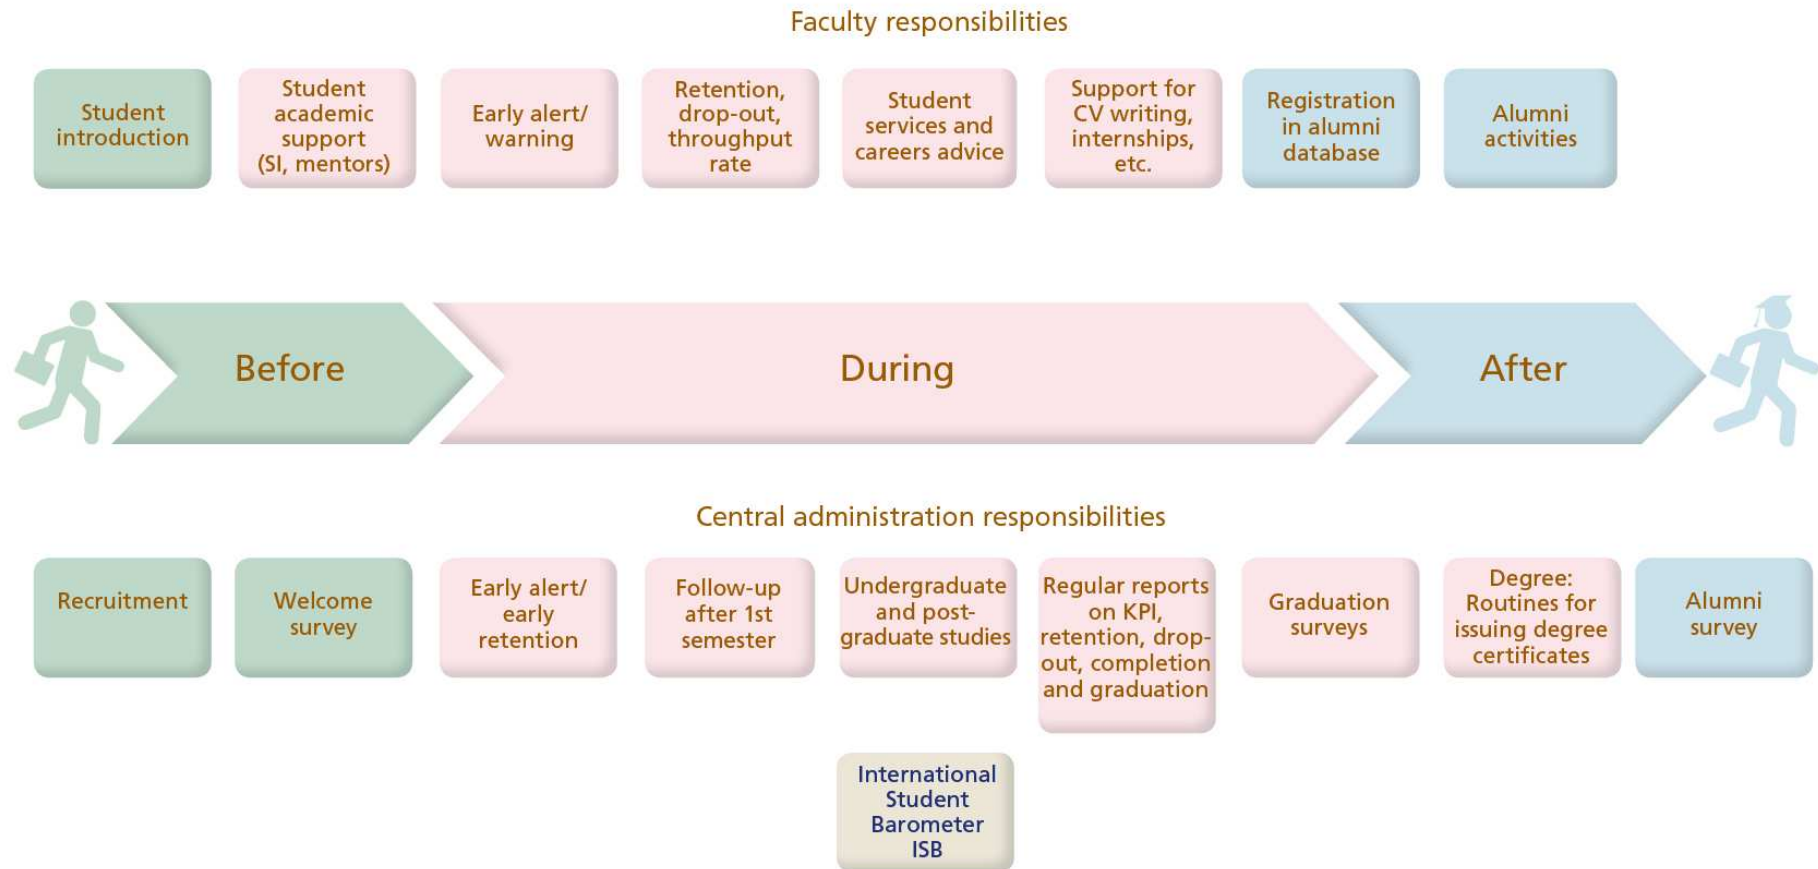 Faculty responsibilities
Student
introduction
Student
academic
support
(SI, mentors)
Early alert/
warning
Retention,
drop-out,
throughput
rate
Student
services and
careers advice
Support for
CV writing,
internships,
etc.
Registration
in alumni
database
Alumni
activities
Before
During
After
Central administration responsibilities
Recruitment
Welcome
survey
Early alert/
early
retention
Follow-up
after 1st
semester
Undergraduate
and post-
graduate studies
Regular reports
on KPI,
retention, drop-
out, completion
and graduation
Graduation
surveys
Degree:
Routines for
issuing degree
certificates
Alumni
survey
International
Student
Barometer
ISB